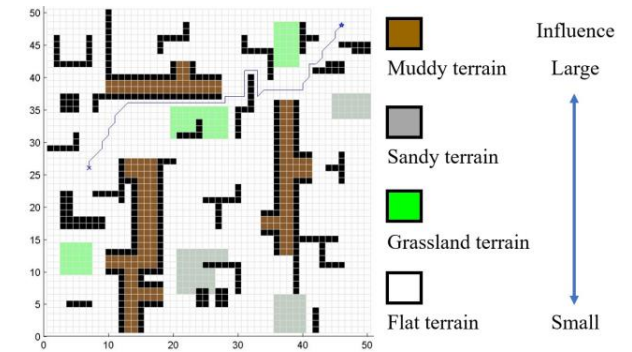 50
45
40
35
30
25
20
15
10
5
0
0 10 20 30 40 50
Influence
Muddy terrain Large
Sandy terrain
Grassland terrain
Flat terrain Small